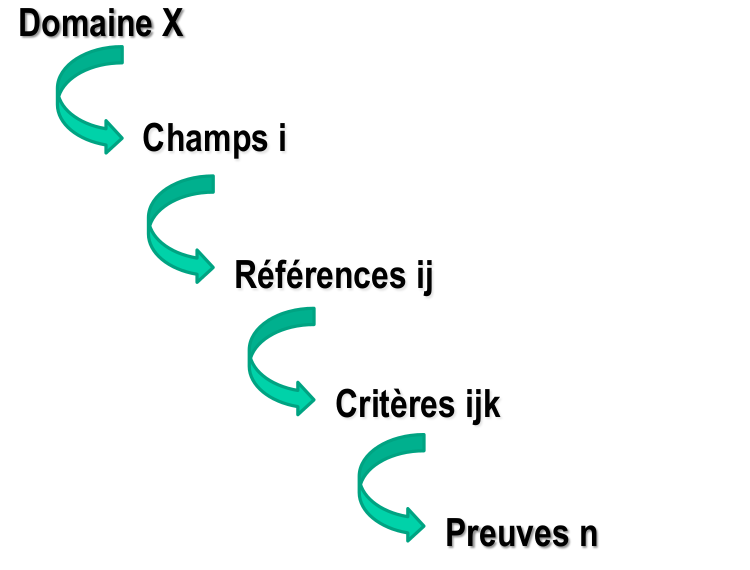 Domaine X
Champs i
Références ij
Critères ijk
Preuves n